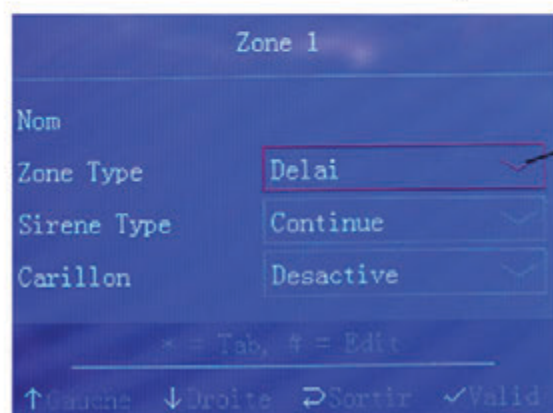 Zone 1
Nom
Zone Type Delai
Sirene Type Continue
Carillon Desactive
* = Tab, # = Edit
↑Gauche ↓Droite ⊋Sortir ✓Valid